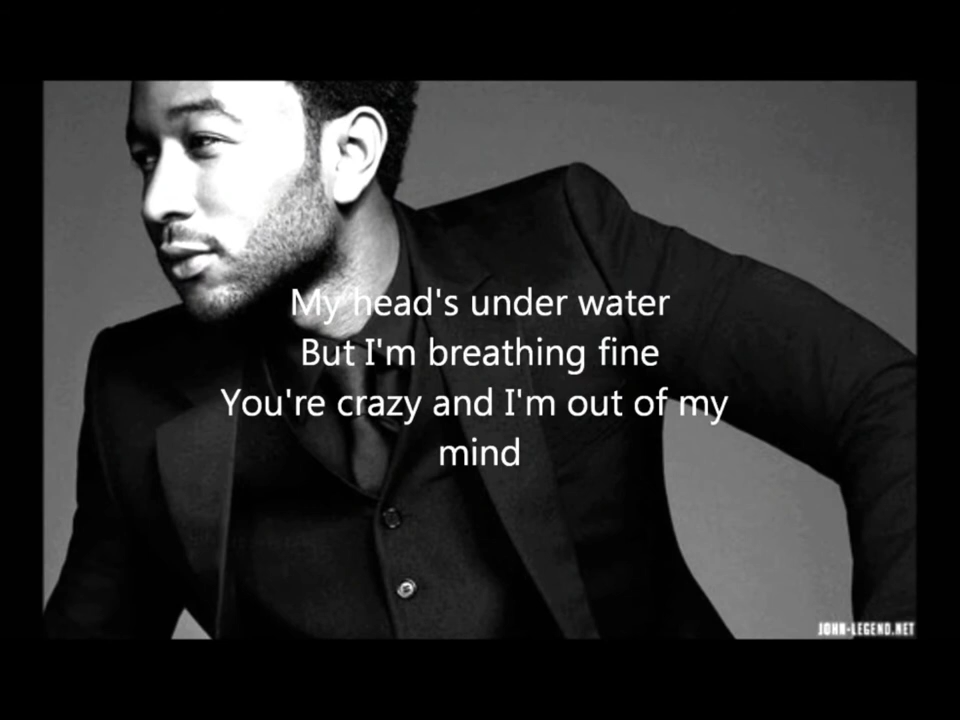 My head's under water
But I'm breathing fine
You're crazy and I'm out of my
mind
JOHN-LEGEND.NET